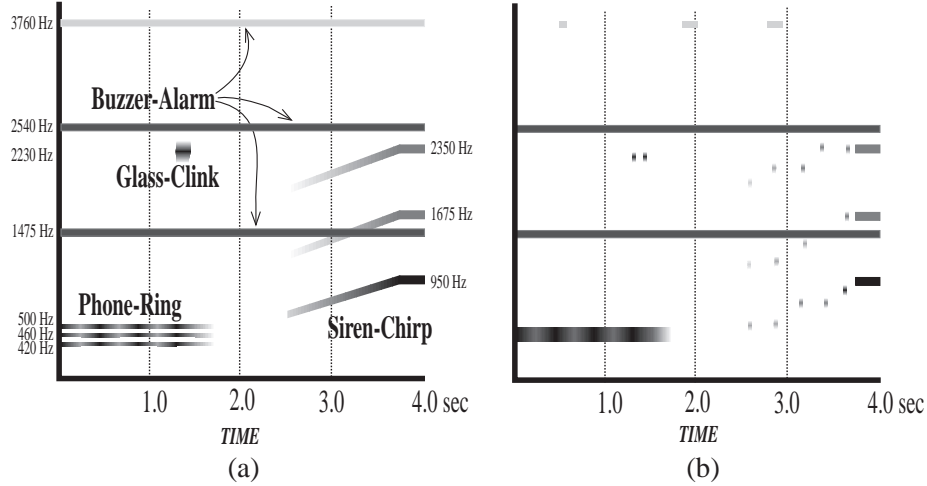 3760 Hz
Buzzer-Alarm
2540 Hz
2230 Hz
Glass-Clink
2350 Hz
1675 Hz
1475 Hz
950 Hz
Phone-Ring
500 Hz
460 Hz
420 Hz
Siren-Chirp
1.0 2.0 3.0 4.0 sec
TIME
(a)
1.0 2.0 3.0 4.0 sec
TIME
(b)